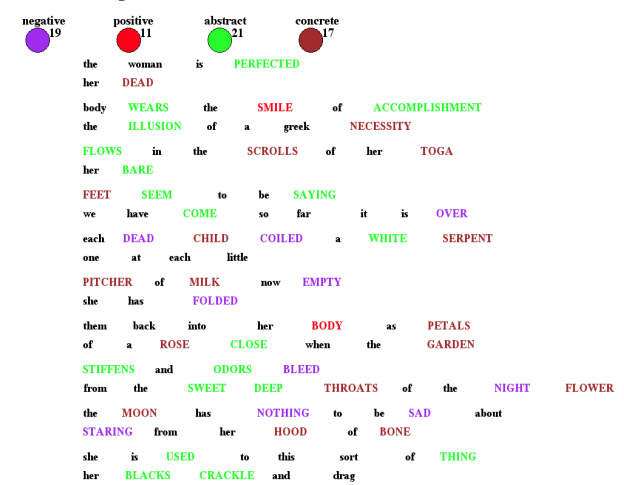 negative positive abstract concrete
19 11 21 17
the woman is PERFECTED
her DEAD
body WEARS the SMILE of ACCOMPLISHMENT
the ILLUSION of a greek NECESSITY
FLOWS in the SCROLLS of her TOGA
her BARE
FEET SEEM to be SAYING
we have COME so far it is OVER
each DEAD CHILD COILED a WHITE SERPENT
one at each little
PITCHER of MILK now EMPTY
she has FOLDED
them back into her BODY as PETALS
of a ROSE CLOSE when the GARDEN
STIFFENS and ODORS BLEED
from the SWEET DEEP THROATS of the NIGHT FLOWER
the MOON has NOTHING to be SAD about
STARING from her HOOD of BONE
she is USED to this sort of THING
her BLACKS CRACKLE and drag